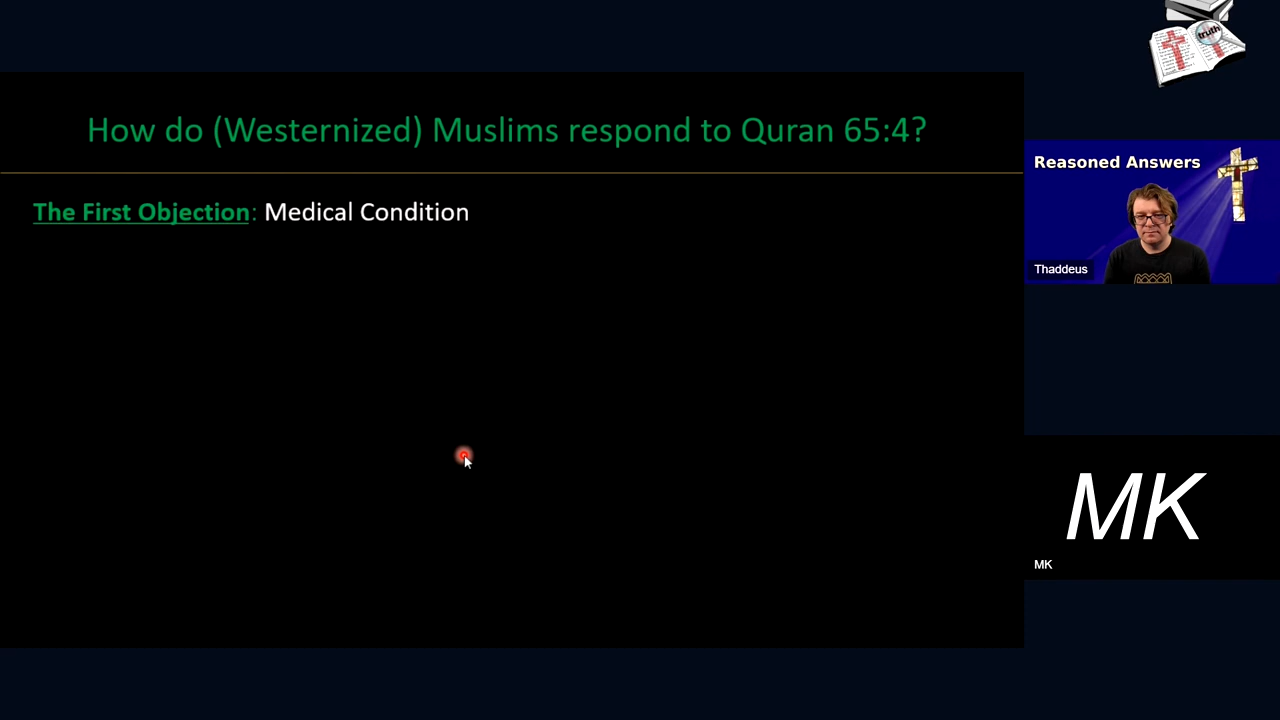 truth
How do (Westernized) Muslims respond to Quran 65:4?
Reasoned Answers
The First Objection: Medical Condition
Thaddeus
MK
MK